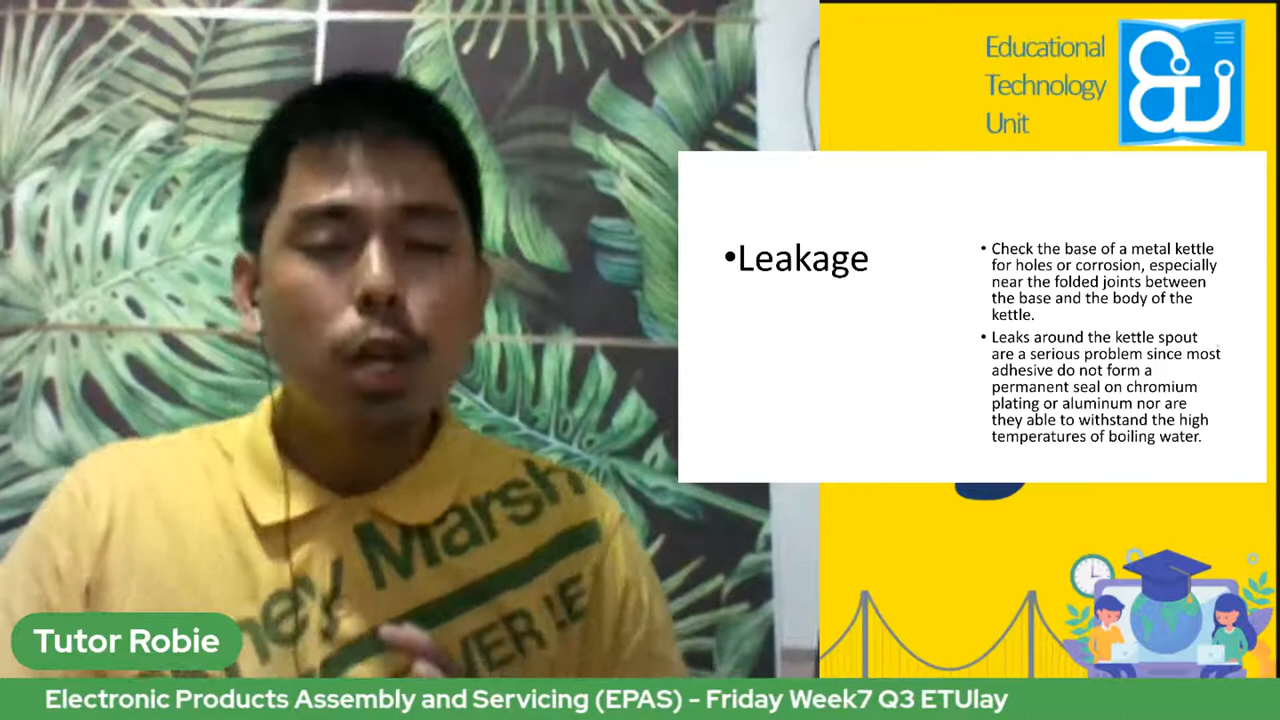 Educational
Technology
Unit
•Leakage
• Check the base of a metal kettle
for holes or corrosion, especially
near the folded joints between
the base and the body of the
kettle.
• Leaks around the kettle spout
are a serious problem since most
adhesive do not form a
permanent seal on chromium
plating or aluminum nor are
they able to withstand the high
temperatures of boiling water.
Marsh
Tutor Robie
Electronic Products Assembly and Servicing (EPAS) - Friday Week7 Q3 ETUlay